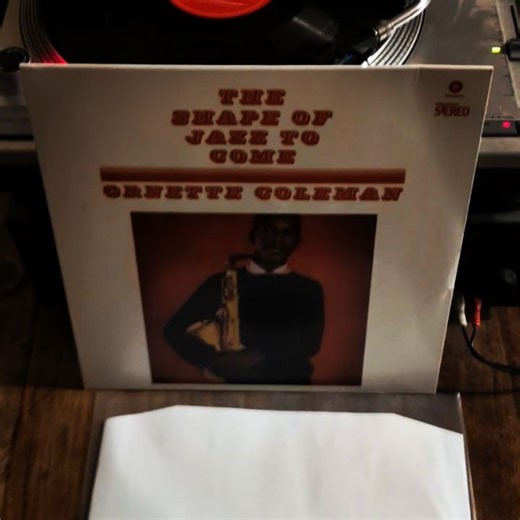 THE
SHAPE OF
JAZZ TO
COME
ORNETTE COLEMAN
STEREO